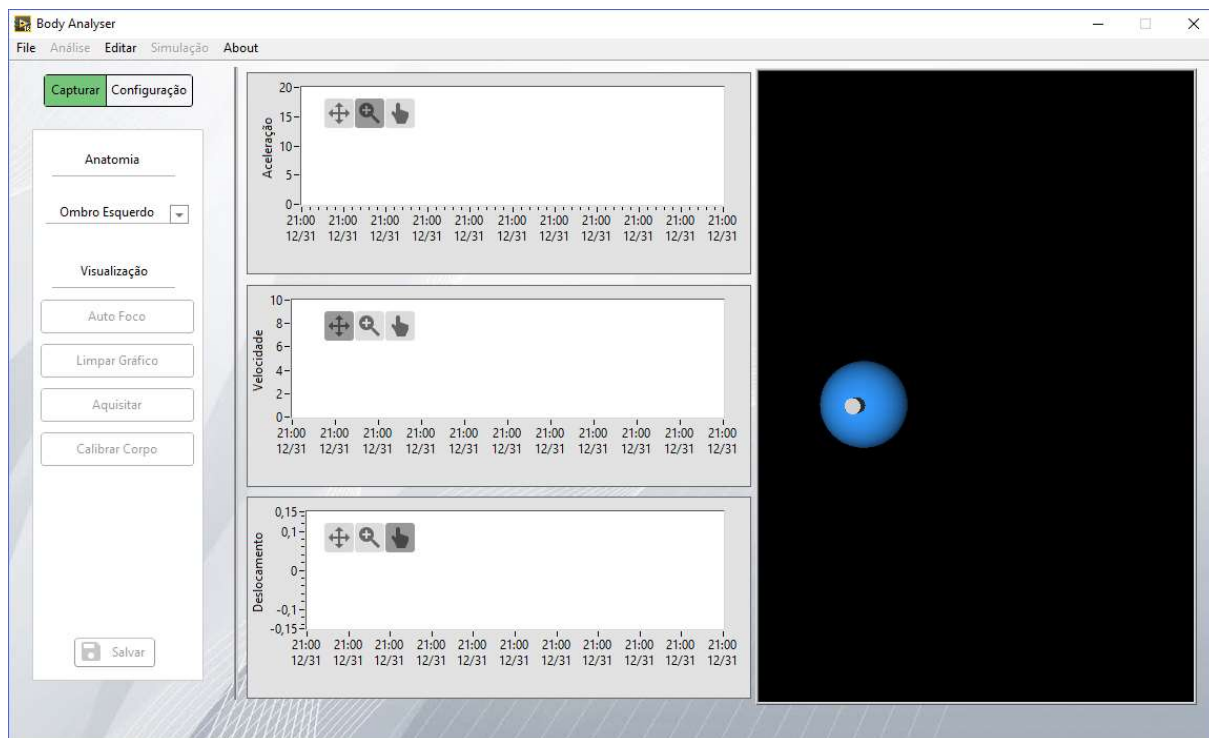 Body Analyser
File Análise Editar Simulação About
Capturar Configuração
Anatomia
Ombro Esquerdo
Visualização
Auto Foco
Limpar Gráfico
Aquisitar
Calibrar Corpo
Salvar
Aceleração
20
15
10
5
0
21:00 21:00 21:00 21:00 21:00 21:00 21:00 21:00 21:00 21:00 21:00
12/31 12/31 12/31 12/31 12/31 12/31 12/31 12/31 12/31 12/31 12/31
Velocidade
10
8
6
4
2
0
21:00 21:00 21:00 21:00 21:00 21:00 21:00 21:00 21:00 21:00 21:00
12/31 12/31 12/31 12/31 12/31 12/31 12/31 12/31 12/31 12/31 12/31
Deslocamento
0,15
0,1
0
-0,1
-0,15
21:00 21:00 21:00 21:00 21:00 21:00 21:00 21:00 21:00 21:00 21:00
12/31 12/31 12/31 12/31 12/31 12/31 12/31 12/31 12/31 12/31 12/31